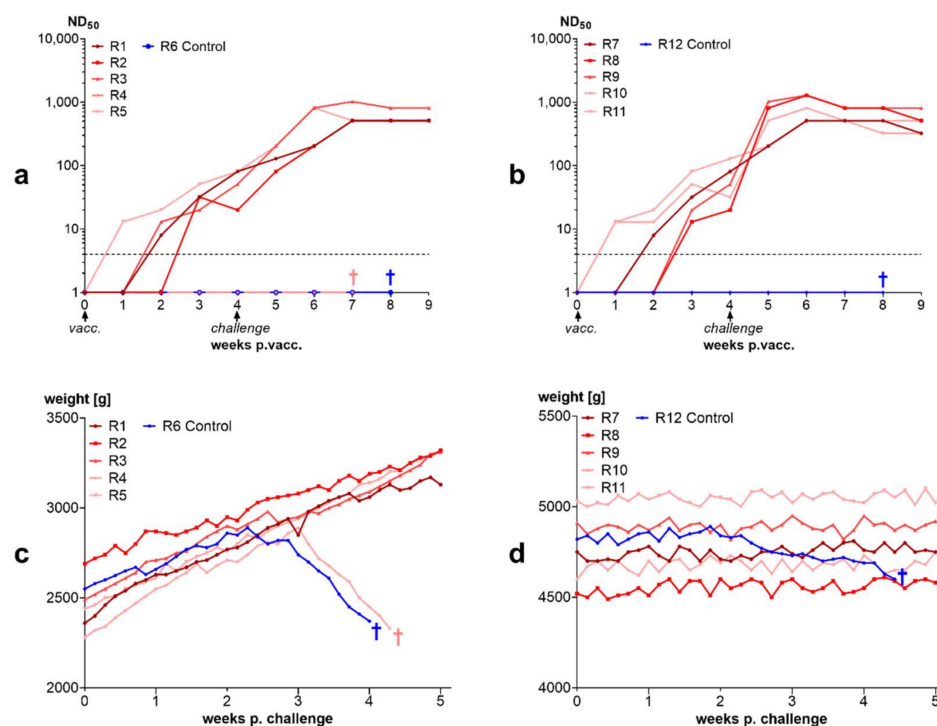 ND50
10,000
1,000
100
10
1
R1
R2
R3
R4
R5
R6 Control
a
†
†
0 1 2 3 4 5 6 7 8 9
vacc.
challenge
weeks p.vacc.
ND50
10,000
1,000
100
10
1
R7
R8
R9
R10
R11
R12 Control
b
†
0 1 2 3 4 5 6 7 8 9
vacc.
challenge
weeks p.vacc.
weight [g]
3500
3000
2500
2000
R1
R2
R3
R4
R5
R6 Control
c
†
†
0 1 2 3 4 5
weeks p. challenge
weight [g]
5500
5000
4500
4000
R7
R8
R9
R10
R11
R12 Control
d
†
0 1 2 3 4 5
weeks p. challenge